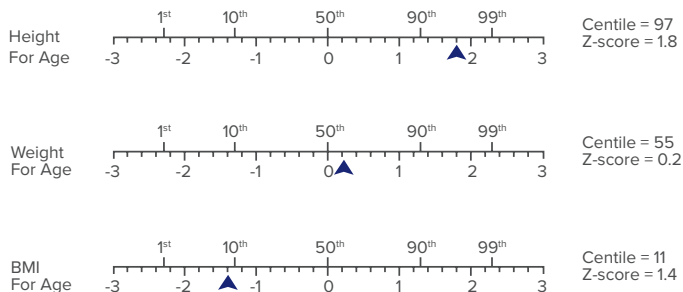 1st 10th 50th 90th 99th
Height
For Age
-3 -2 -1 0 1 2 3
Centile = 97
Z-score = 1.8
1st 10th 50th 90th 99th
Weight
For Age
-3 -2 -1 0 1 2 3
Centile = 55
Z-score = 0.2
1st 10th 50th 90th 99th
BMI
For Age
-3 -2 -1 0 1 2 3
Centile = 11
Z-score = 1.4